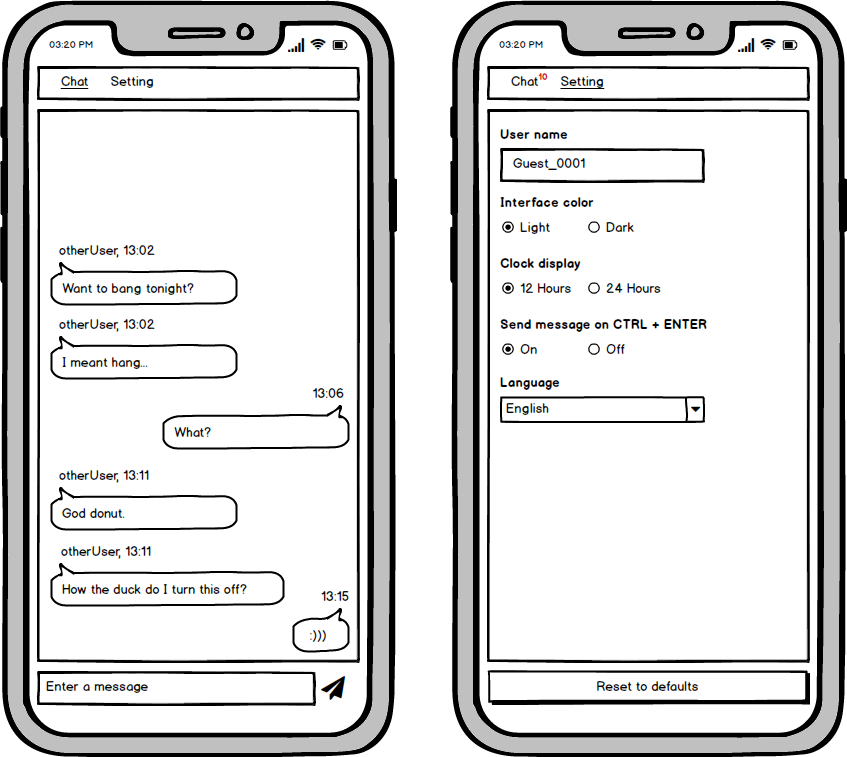 03:20 PM
Chat Setting
otherUser, 13:02
Want to bang tonight?
otherUser, 13:02
I meant hang...
13:06
What?
otherUser, 13:11
God donut.
otherUser, 13:11
How the duck do I turn this off?
13:15
:)))
Enter a message
03:20 PM
Chat10 Setting
User name
Guest_0001
Interface color
Light Dark
Clock display
12 Hours 24 Hours
Send message on CTRL + ENTER
On Off
Language
English
Reset to defaults